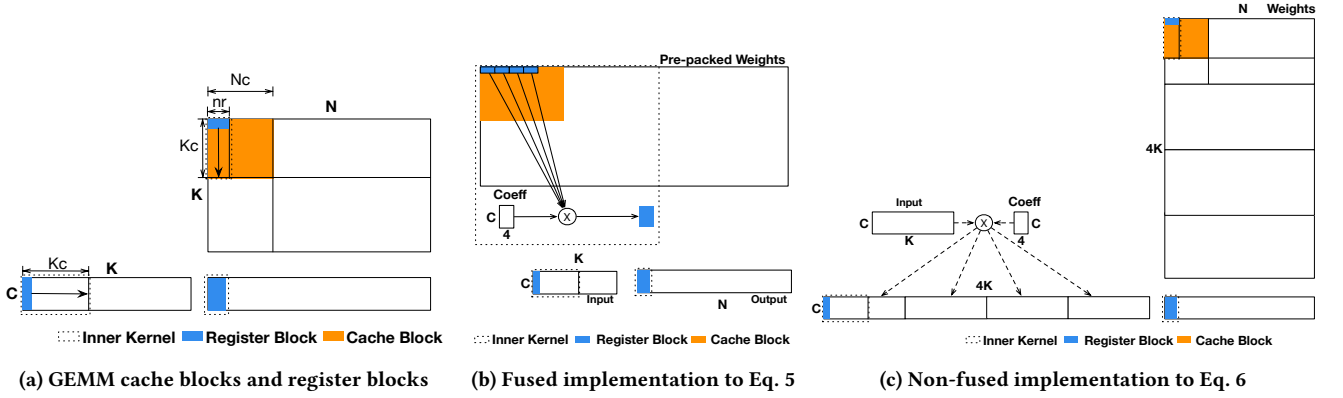 Nc
nr
N
Kc
K
Kc
K
C
Inner Kernel Register Block Cache Block
(a) GEMM cache blocks and register blocks
Pre-packed Weights
Coeff
C
X
4
K
C
Input
N
Output
Inner Kernel Register Block Cache Block
(b) Fused implementation to Eq. 5
N Weights
4K
Input
Coeff
C
X
C
K
4
4K
C
Inner Kernel Register Block Cache Block
(c) Non-fused implementation to Eq. 6